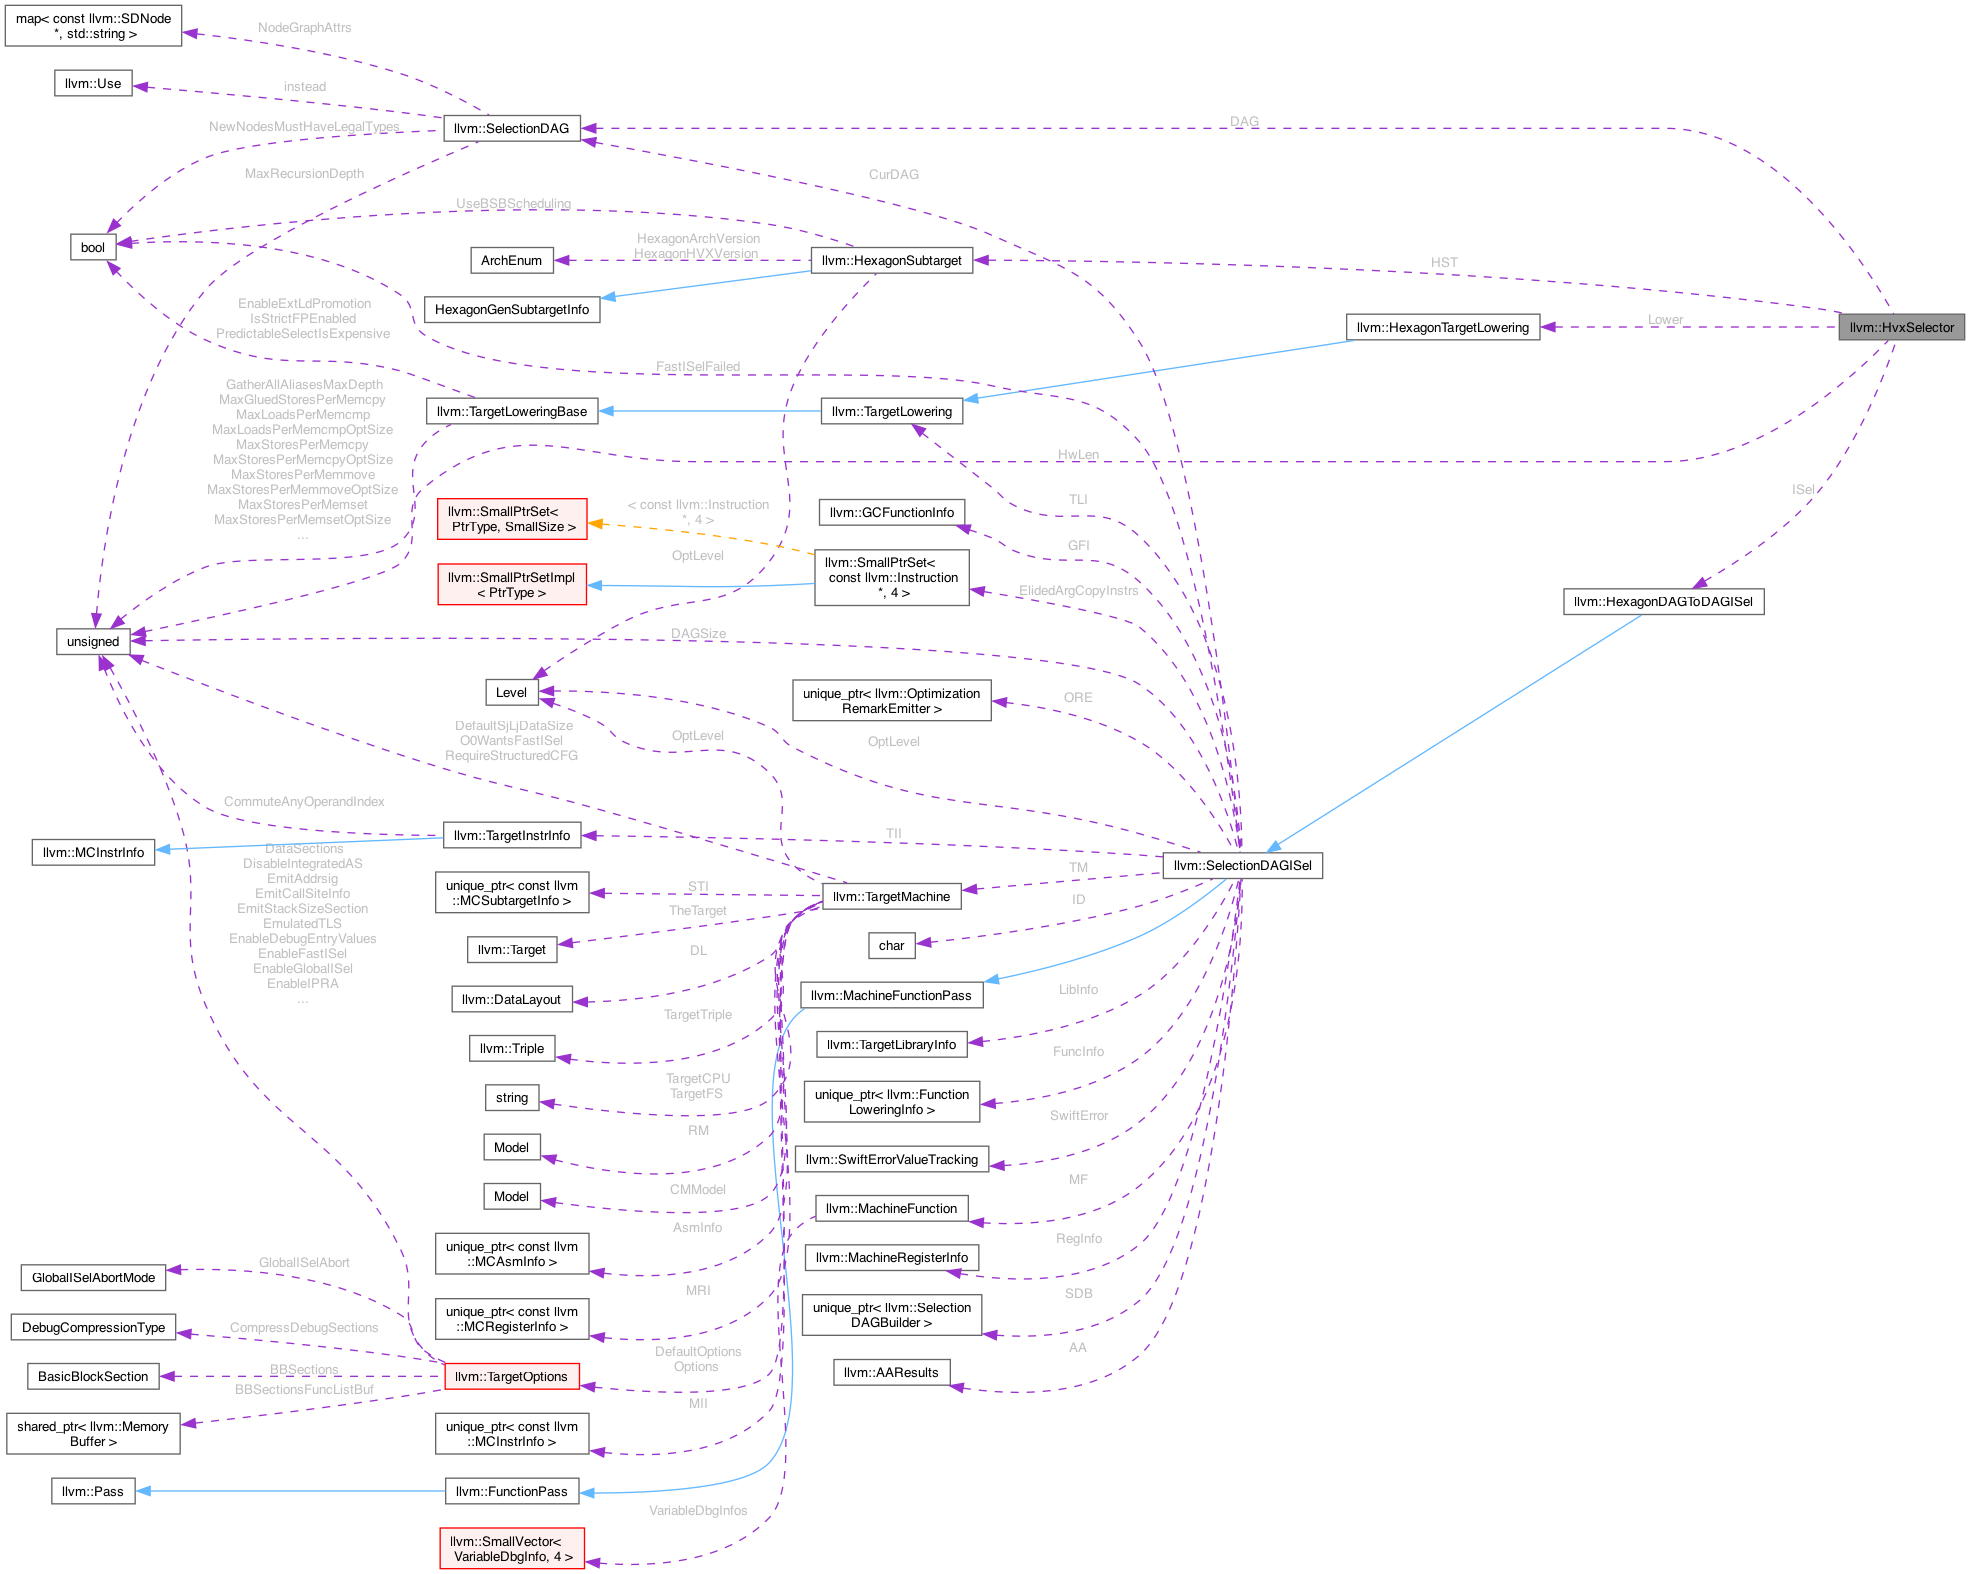 map< const llvm::SDNode
*, std::string >
NodeGraphAttrs
llvm::Use
instead
NewNodesMustHaveLegalTypes
llvm::SelectionDAG
DAG
MaxRecursionDepth
CurDAG
UseBSBScheduling
bool
ArchEnum
HexagonArchVersion
HexagonHVXVersion
llvm::HexagonSubtarget
HST
HexagonGenSubtargetInfo
EnableExtLdPromotion
IsStrictFPEnabled
PredictableSelectIsExpensive
llvm::HexagonTargetLowering
Lower
llvm::HvxSelector
FastISelFailed
GatherAllAliasesMaxDepth
MaxGluedStoresPerMemcpy
MaxLoadsPerMemcmp
MaxLoadsPerMemcmpOptSize
MaxStoresPerMemcpy
MaxStoresPerMemcpyOptSize
MaxStoresPerMemmove
MaxStoresPerMemmoveOptSize
MaxStoresPerMemset
MaxStoresPerMemsetOptSize
...
llvm::TargetLoweringBase
llvm::TargetLowering
HwLen
TLI
ISel
llvm::SmallPtrSet<
PtrType, SmallSize >
< const llvm::Instruction
*, 4 >
llvm::GCFunctionInfo
GFI
OptLevel
llvm::SmallPtrSetImpl
< PtrType >
llvm::SmallPtrSet<
const llvm::Instruction
*, 4 >
ElidedArgCopyInstrs
llvm::HexagonDAGToDAGISel
unsigned
DAGSize
Level
unique_ptr< llvm::Optimization
RemarkEmitter >
ORE
DefaultSjLjDataSize
O0WantsFastISel
RequireStructuredCFG
OptLevel
OptLevel
CommuteAnyOperandIndex
llvm::TargetInstrInfo
TII
llvm::MCInstrInfo
DataSections
DisableIntegratedAS
EmitAddrsig
EmitCallSiteInfo
EmitStackSizeSection
EmulatedTLS
EnableDebugEntryValues
EnableFastISel
EnableGlobalISel
EnableIPRA
...
llvm::SelectionDAGISel
TM
unique_ptr< const llvm
::MCSubtargetInfo >
STI
llvm::TargetMachine
ID
TheTarget
llvm::Target
char
DL
llvm::DataLayout
llvm::MachineFunctionPass
LibInfo
TargetTriple
llvm::Triple
llvm::TargetLibraryInfo
FuncInfo
TargetCPU
TargetFS
string
unique_ptr< llvm::Function
LoweringInfo >
SwiftError
RM
Model
llvm::SwiftErrorValueTracking
MF
CMModel
Model
llvm::MachineFunction
AsmInfo
RegInfo
unique_ptr< const llvm
::MCAsmInfo >
llvm::MachineRegisterInfo
GlobalISelAbortMode
GlobalISelAbort
MRI
SDB
unique_ptr< const llvm
::MCRegisterInfo >
unique_ptr< llvm::Selection
DAGBuilder >
DebugCompressionType
CompressDebugSections
DefaultOptions
Options
AA
BasicBlockSection
BBSections
llvm::TargetOptions
llvm::AAResults
BBSectionsFuncListBuf
MII
shared_ptr< llvm::Memory
Buffer >
unique_ptr< const llvm
::MCInstrInfo >
llvm::Pass
llvm::FunctionPass
VariableDbgInfos
llvm::SmallVector<
VariableDbgInfo, 4 >